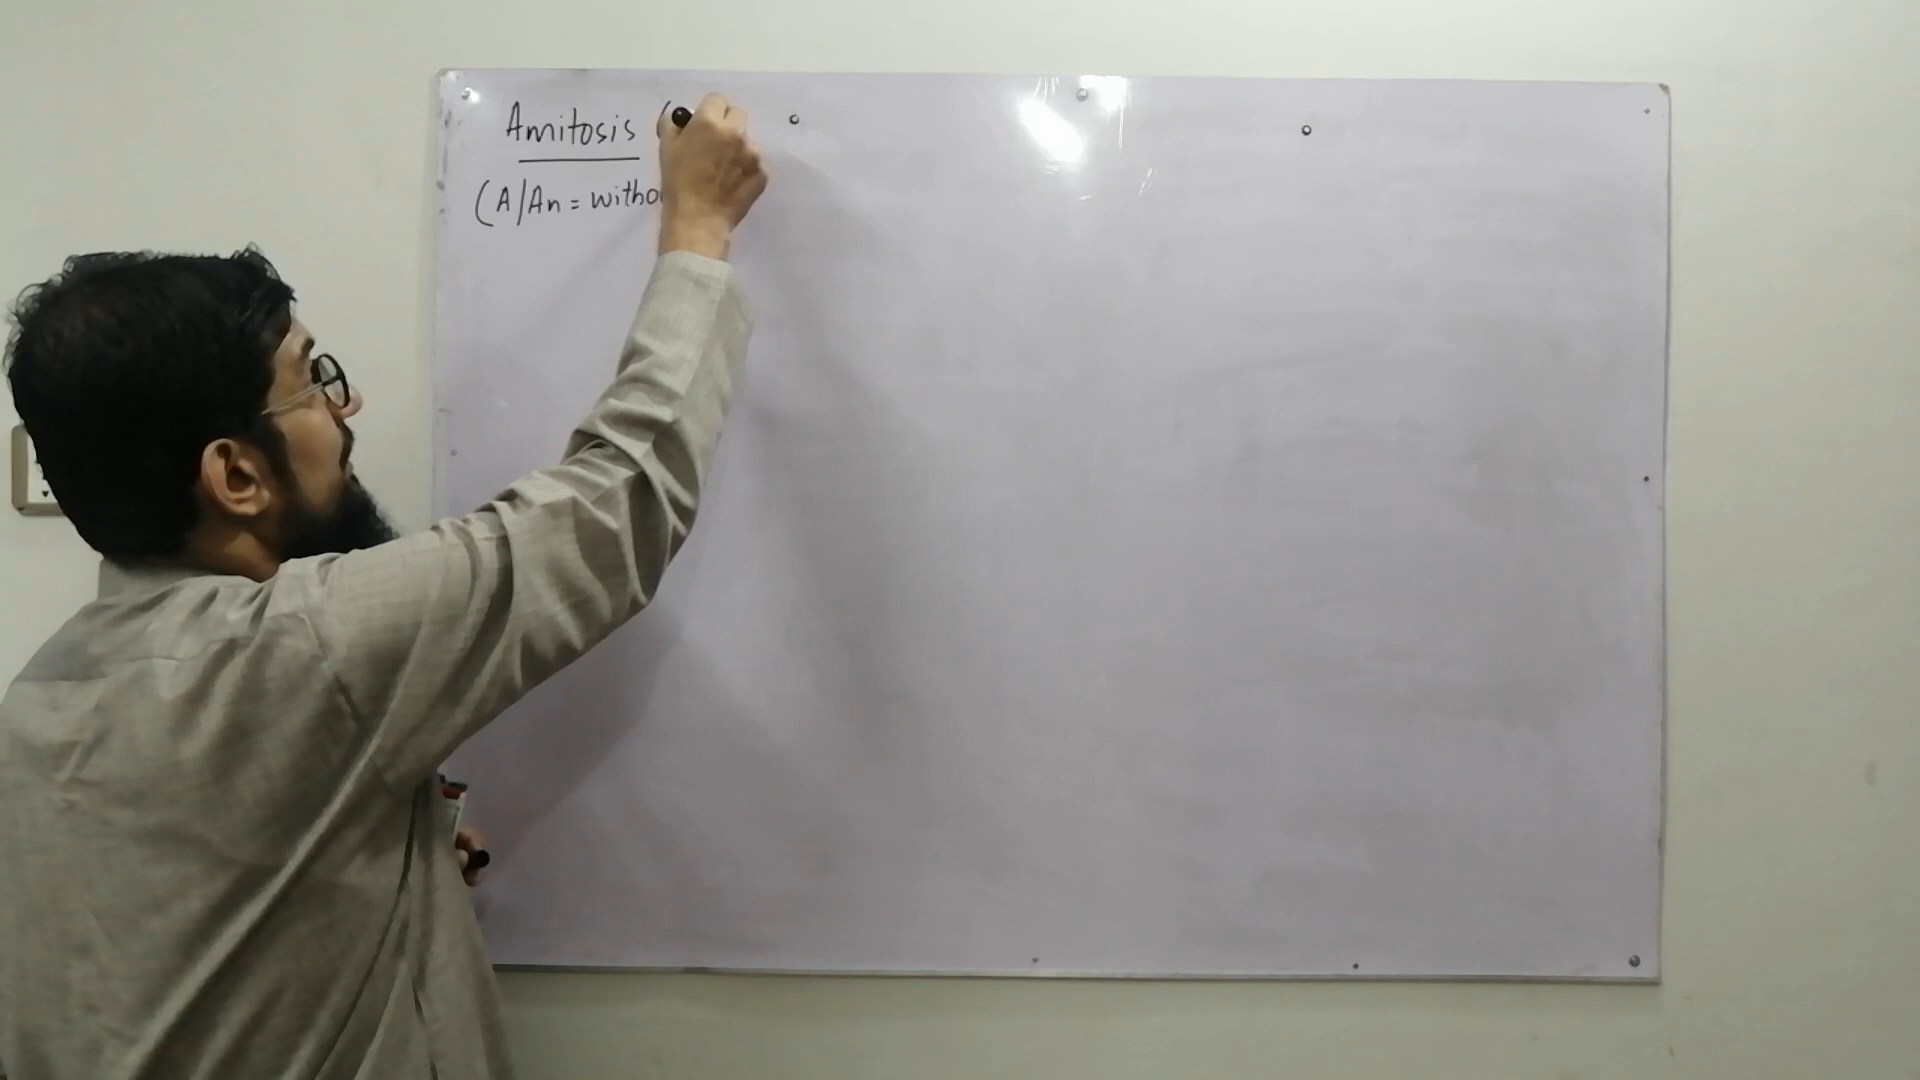 Amitosis (
(A/An = witho